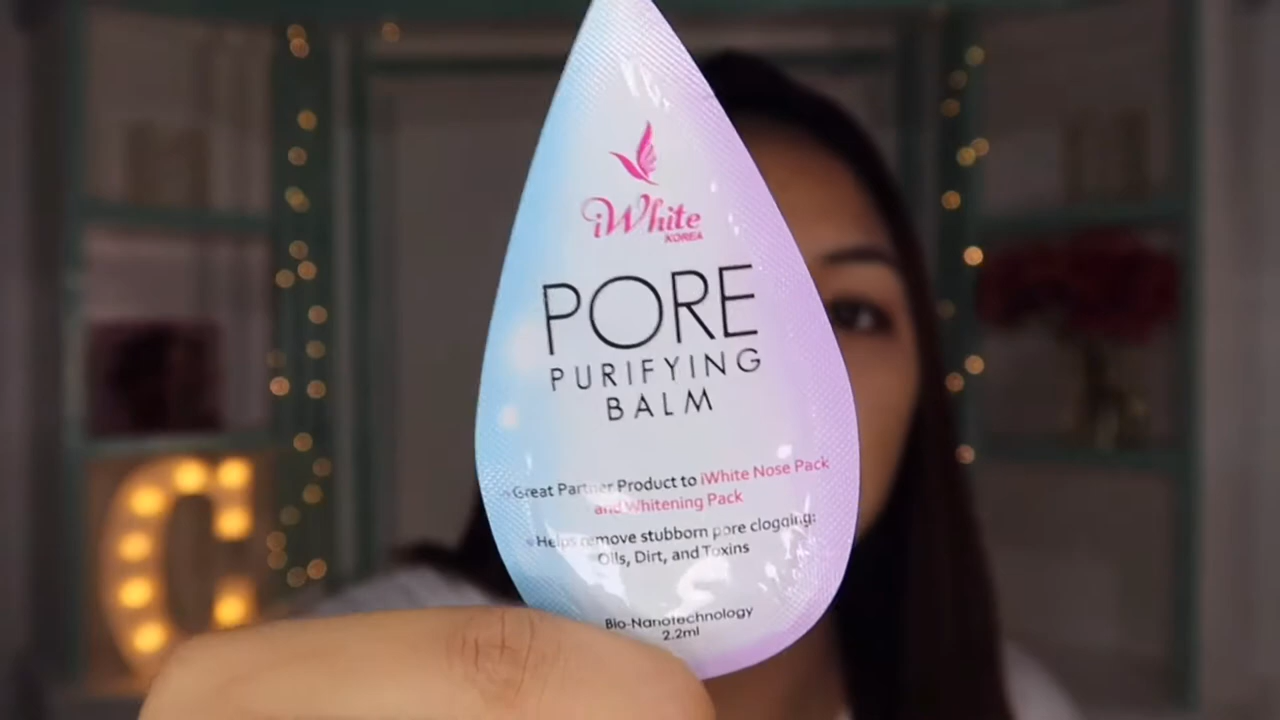 iWhite
KOREA
PORE
PURIFYING
BALM
Great Partner Product to iWhite Nose Pack
and Whitening Pack
Helps remove stubborn pore clogging:
Oils, Dirt, and Toxins
Bio-Nanotechnology
2.2ml
G